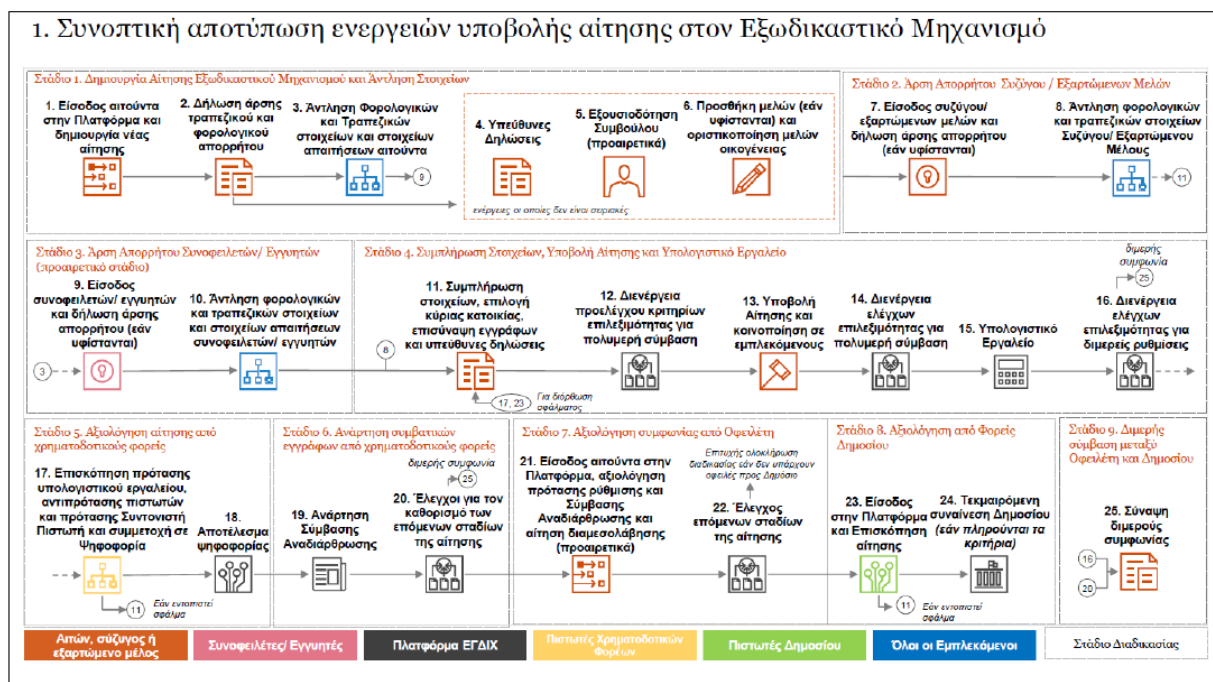 1. Συνοπτική αποτύπωση ενεργειών υποβολής αίτησης στον Εξωδικαστικό Μηχανισμό
Στάδιο 1. Δημιουργία Αίτησης Εξωδικαστικού Μηχανισμού και Άντληση Στοιχείων
1. Είσοδος αιτούντα
στην Πλατφόρμα και
δημιουργία νέας
αίτησης
2. Δήλωση άρσης
τραπεζικού και
φορολογικού
απορρήτου
3. Άντληση Φορολογικών
και Τραπεζικών
στοιχείων και στοιχείων
απαιτήσεων αιτούντα
9
4. Υπεύθυνες
Δηλώσεις
5. Εξουσιοδότηση
Συμβούλου
(προαιρετικά)
6. Προσθήκη μελών (εάν
υφίστανται) και
οριστικοποίηση μελών
οικογένειας
ενέργειες οι οποίες δεν είναι σειριακές
Στάδιο 2. Άρση Απορρήτου Συζύγου / Εξαρτώμενων Μελών
7. Είσοδος συζύγου/
εξαρτώμενων μελών και
δήλωση άρσης απορρήτου
(εάν υφίστανται)
8. Άντληση φορολογικών
και τραπεζικών στοιχείων
Συζύγου/ Εξαρτώμενου
Μέλους
11
Στάδιο 3. Άρση Απορρήτου Συνοφειλετών/ Εγγυητών
(προαιρετικό στάδιο)
9. Είσοδος
συνοφειλετών/ εγγυητών
και δήλωση άρσης
απορρήτου (εάν
υφίστανται)
3
10. Άντληση φορολογικών
και τραπεζικών στοιχείων
και στοιχείων απαιτήσεων
συνοφειλετών/ εγγυητών
Στάδιο 4. Συμπλήρωση Στοιχείων, Υποβολή Αίτησης και Υπολογιστικό Εργαλείο
8
11. Συμπλήρωση
στοιχείων, επιλογή
κύριας κατοικίας,
επισύναψη εγγράφων
και υπεύθυνες δηλώσεις
17, 23
Για διόρθωση
σφάλματος
12. Διενέργεια
προελέγχου κριτηρίων
επιλεξιμότητας για
πολυμερή σύμβαση
13. Υποβολή
Αίτησης και
κοινοποίηση σε
εμπλεκόμενους
14. Διενέργεια
ελέγχων
επιλεξιμότητας για
πολυμερή σύμβαση
15. Υπολογιστικό
Εργαλείο
διμερής
συμφωνία
25
16. Διενέργεια
ελέγχων
επιλεξιμότητας για
διμερείς ρυθμίσεις
Στάδιο 5. Αξιολόγηση αίτησης από
χρηματοδοτικούς φορείς
17. Επισκόπηση πρότασης
υπολογιστικού εργαλείου,
αντιπρότασης πιστωτών
και πρότασης Συντονιστή
Πιστωτή και συμμετοχή σε
Ψηφοφορία
11
Εάν εντοπιστεί
σφάλμα
18.
Αποτέλεσμα
ψηφοφορίας
Στάδιο 6. Ανάρτηση συμβατικών
εγγράφων από χρηματοδοτικούς φορείς
19. Ανάρτηση
Σύμβασης
Αναδιάρθρωσης
διμερής συμφωνία
25
20. Έλεγχοι για τον
καθορισμό των
επόμενων σταδίων
της αίτησης
Στάδιο 7. Αξιολόγηση συμφωνίας από Οφειλέτη
21. Είσοδος αιτούντα στην
Πλατφόρμα, αξιολόγηση
πρότασης ρύθμισης και
Σύμβασης
Αναδιάρθρωσης και
αίτηση διαμεσολάβησης
(προαιρετικά)
Επιτυχής ολοκλήρωση
διαδικασίας εάν δεν υπάρχουν
οφειλές προς Δημόσιο
22. Έλεγχος
επόμενων σταδίων
της αίτησης
Στάδιο 8. Αξιολόγηση από Φορείς
Δημοσίου
23. Είσοδος
στην Πλατφόρμα
και Επισκόπηση
αίτησης
11
Εάν εντοπιστεί
σφάλμα
24. Τεκμαιρόμενη
συναίνεση Δημοσίου
(εάν πληρούνται τα
κριτήρια)
Στάδιο 9. Διμερής
σύμβαση μεταξύ
Οφειλέτη και Δημοσίου
25. Σύναψη
διμερούς
συμφωνίας
16
20
Αιτών, σύζυγος ή
εξαρτώμενο μέλος
Συνοφειλέτες/ Εγγυητές
Πλατφόρμα ΕΓΔΙΧ
Πιστωτές Χρηματοδοτικών
Φορέων
Πιστωτές Δημοσίου
Όλοι οι Εμπλεκόμενοι
Στάδιο Διαδικασίας